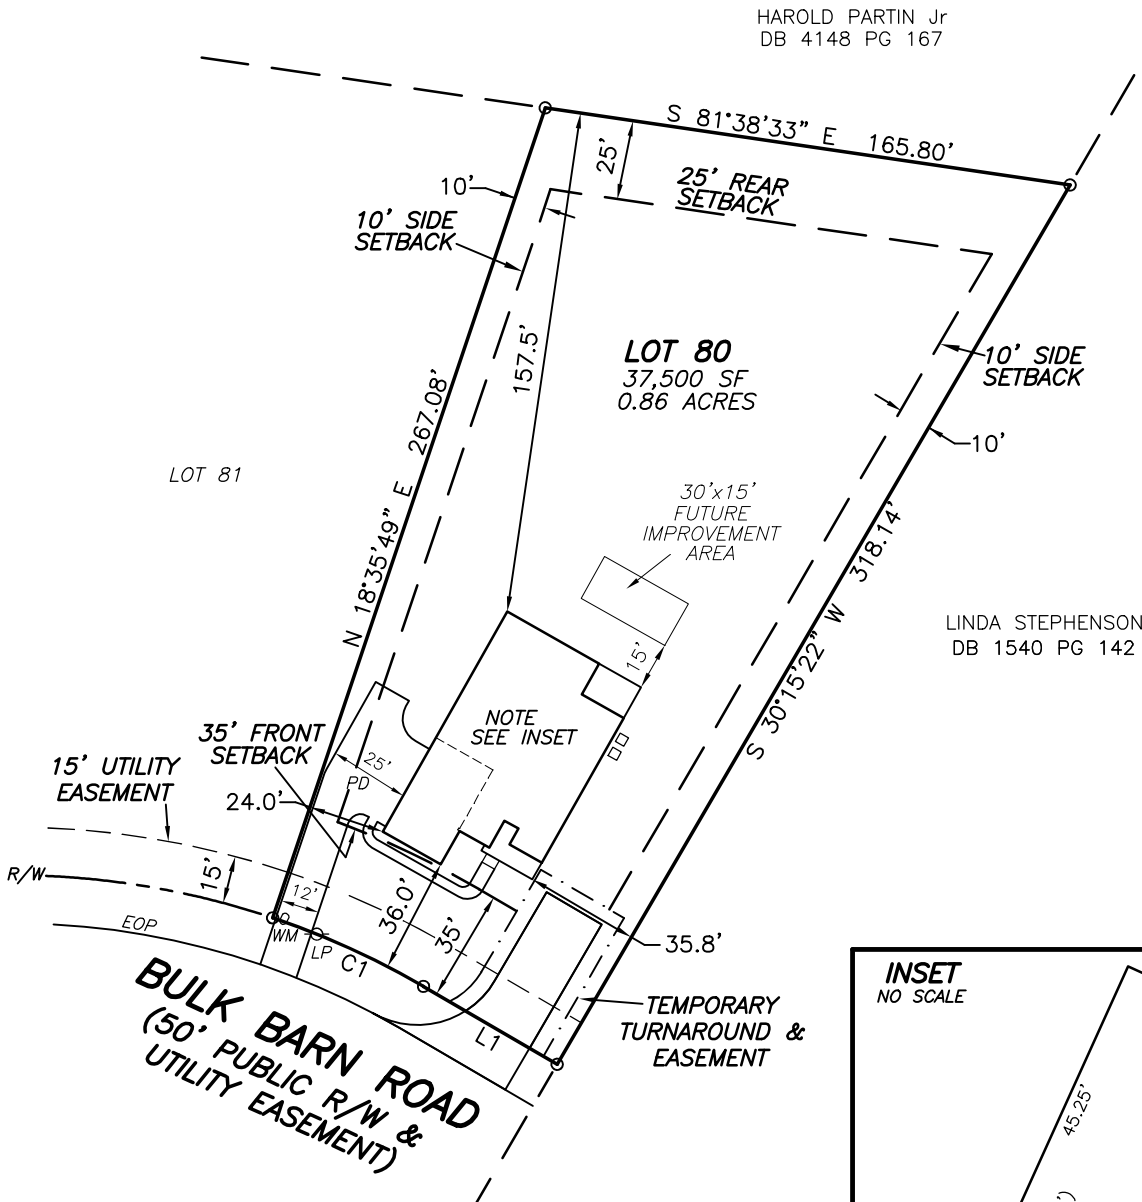 HAROLD PARTIN Jr
DB 4148 PG 167
S 81°38'33" E 165.80'
25'
25' REAR
SETBACK
10'
10' SIDE
SETBACK
157.5'
LOT 80
37,500 SF
0.86 ACRES
10' SIDE
SETBACK
10'
N 18°35'49" E 267.08'
LOT 81
30'x15'
FUTURE
IMPROVEMENT
AREA
S 30°15'22" W 318.14'
LINDA STEPHENSON
DB 1540 PG 142
15'
NOTE
SEE INSET
35' FRONT
SETBACK
25'
PD
15' UTILITY
EASEMENT
24.0'
R/W
15'
12'
EOP
WM
LP
C1
36.0'
35'
35.8'
L1
TEMPORARY
TURNAROUND &
EASEMENT
BULK BARN ROAD
(50' PUBLIC R/W &
UTILITY EASEMENT)
INSET
NO SCALE
45.25'